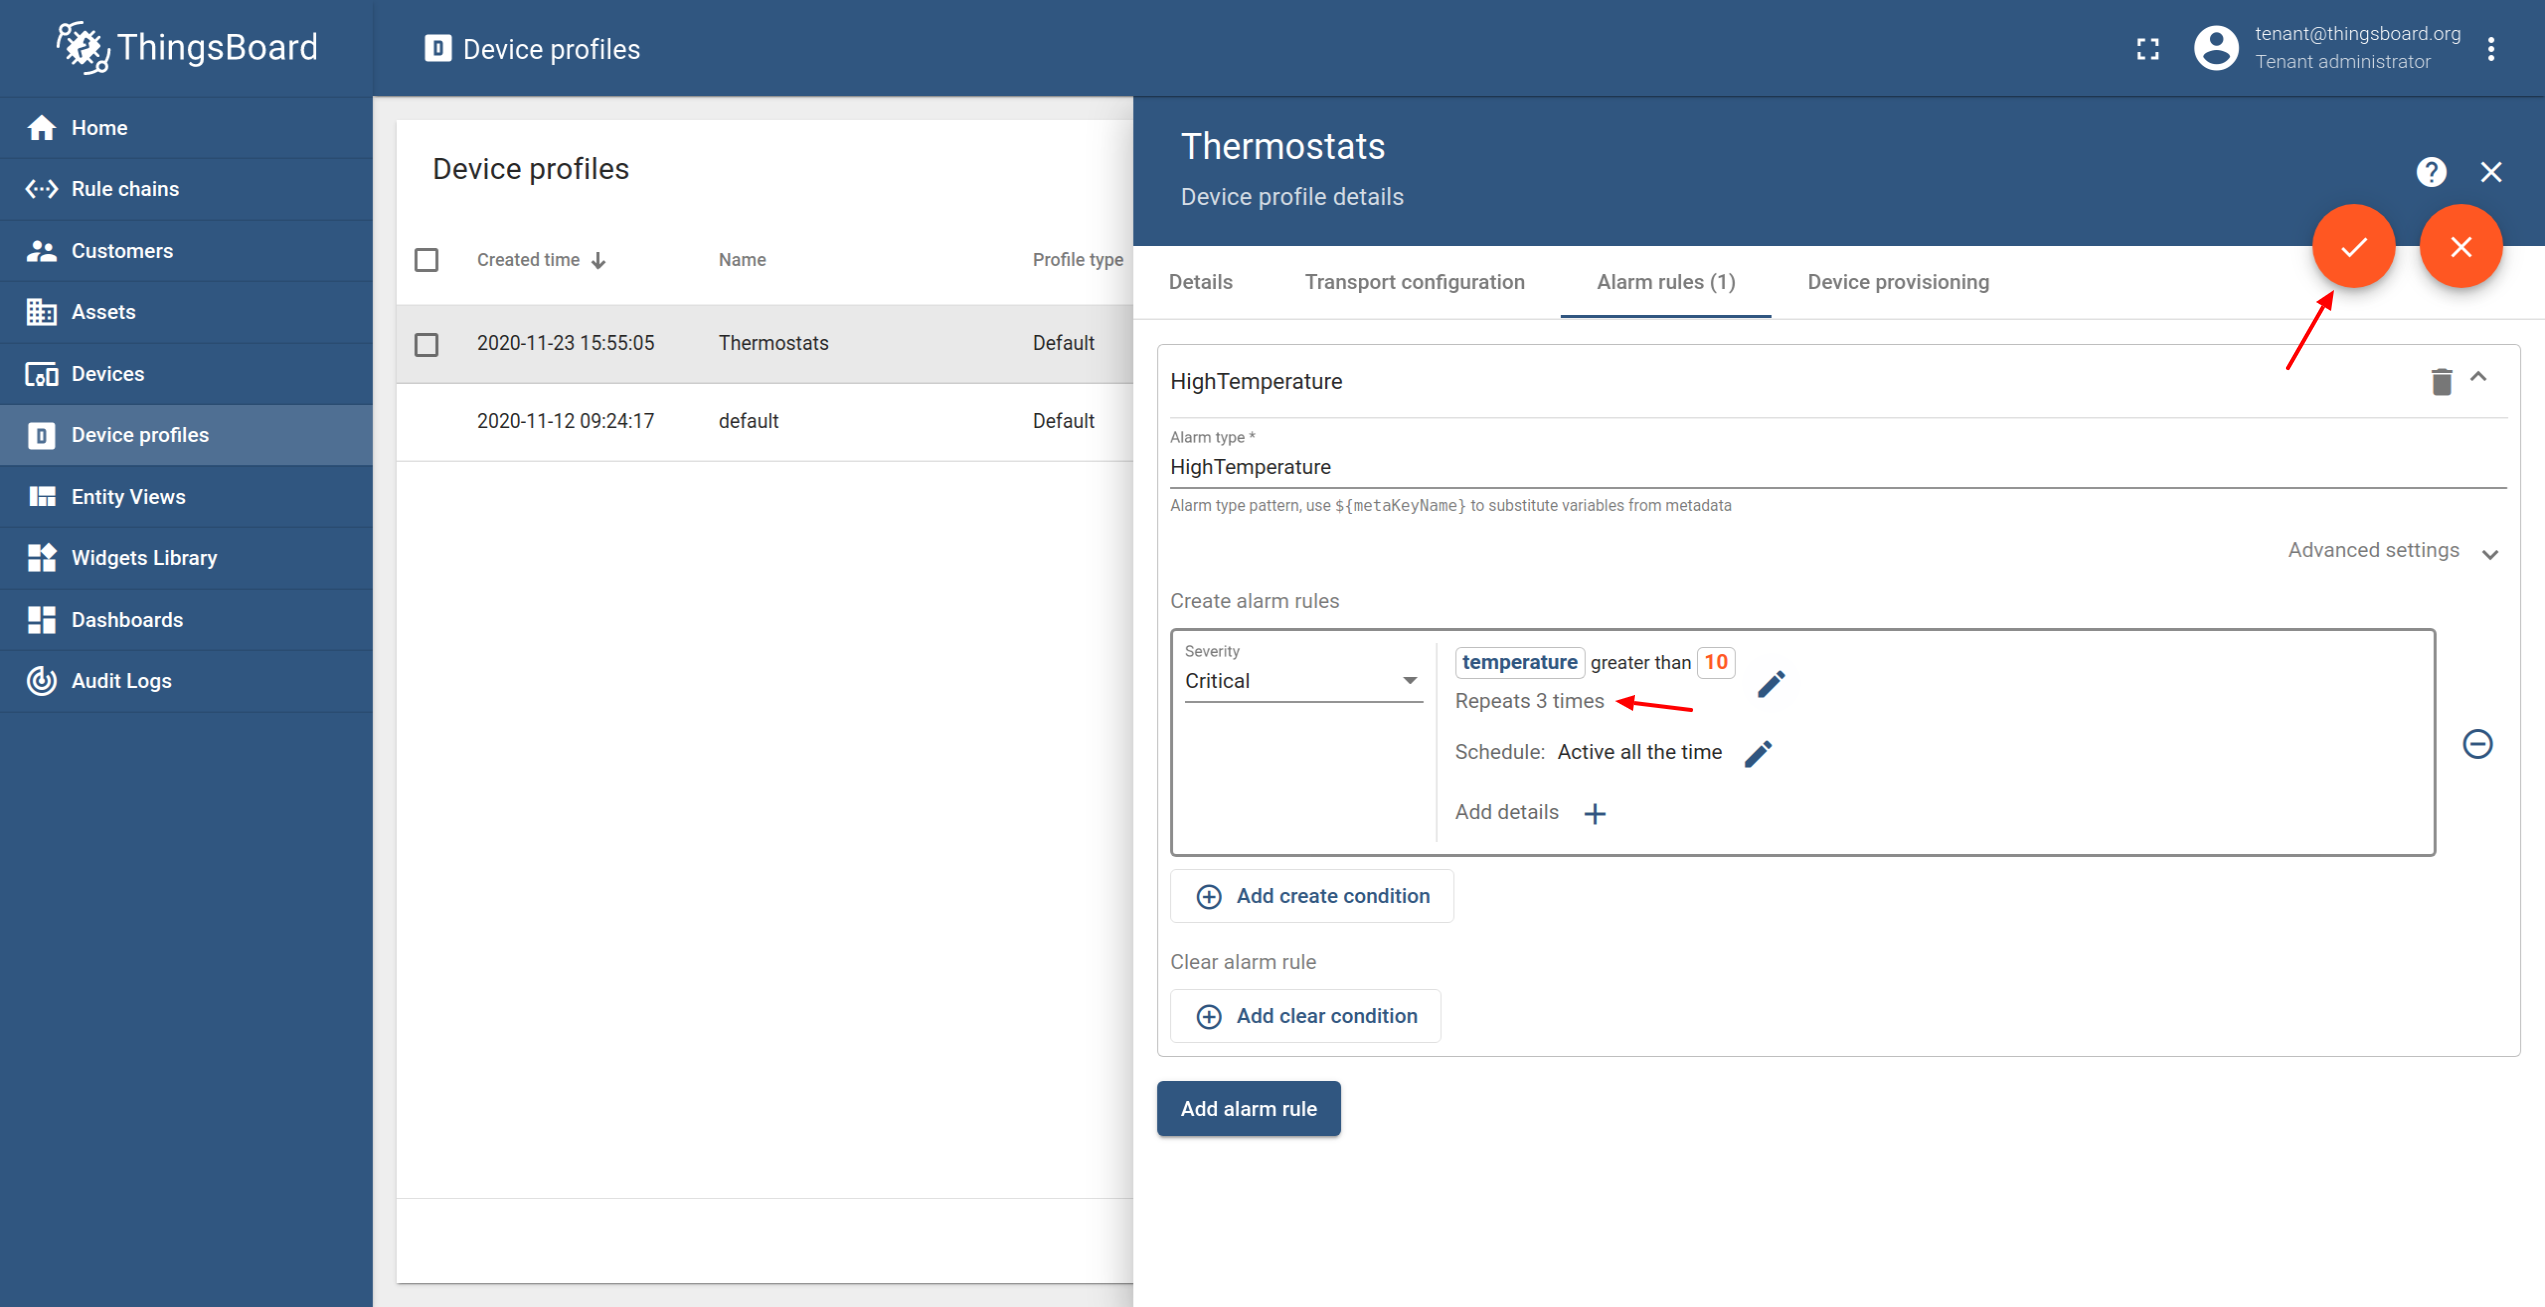 ThingsBoard
Device profiles
tenant@thingsboard.org
Tenant administrator
Home
Rule chains
Customers
Assets
Devices
D Device profiles
Entity Views
Widgets Library
Dashboards
Audit Logs
Device profiles
Created time Name Profile type
2020-11-23 15:55:05 Thermostats Default
2020-11-12 09:24:17 default Default
Thermostats
Device profile details
Details Transport configuration Alarm rules (1) Device provisioning
HighTemperature
Alarm type *
HighTemperature
Alarm type pattern, use ${metaKeyName} to substitute variables from metadata
Advanced settings
Create alarm rules
Severity
Critical
temperature greater than 10
Repeats 3 times
Schedule: Active all the time
Add details
Add create condition
Clear alarm rule
Add clear condition
Add alarm rule